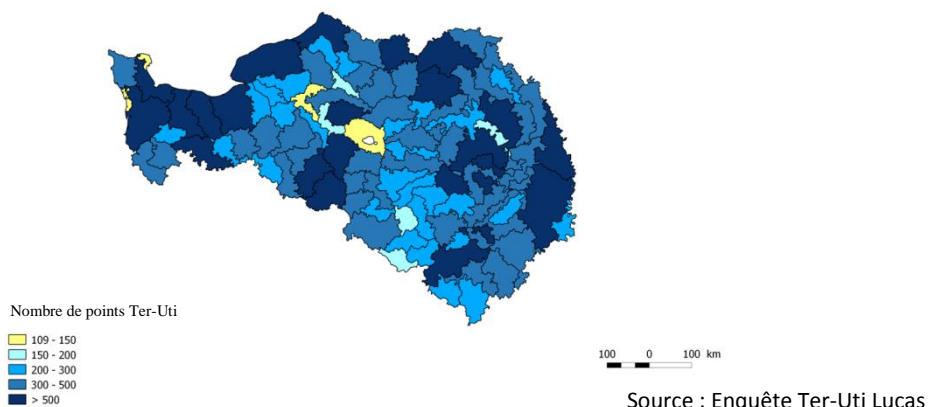 Nombre de points Ter-Uti
109 - 150
150 - 200
200 - 300
300 - 500
> 500
100 0 100 km
Source : Enquête Ter-Uti Lucas